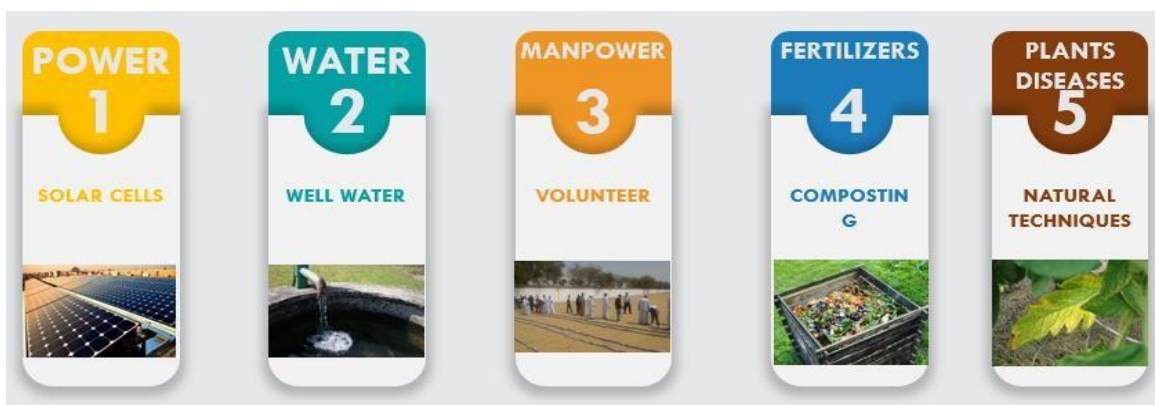 POWER
1
SOLAR CELLS
WATER
2
WELL WATER
MANPOWER
3
VOLUNTEER
FERTILIZERS
4
COMPOSTIN
G
PLANTS
DISEASES
5
NATURAL
TECHNIQUES